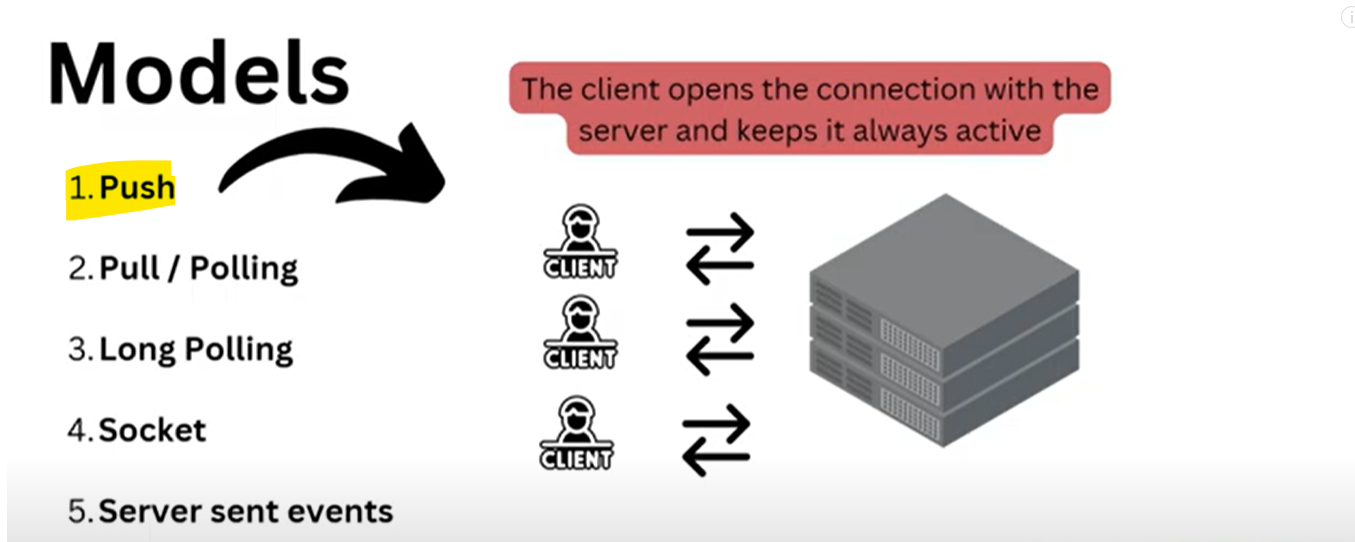 Models
The client opens the connection with the
server and keeps it always active
1. Push
2. Pull / Polling
3. Long Polling
4. Socket
5. Server sent events
CLIENT
CLIENT
CLIENT